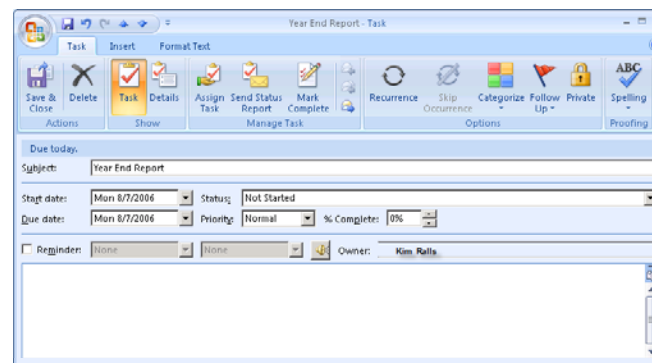 Year End Report - Task
Task Insert Format Text
Save & Close Delete Task Details Assign Task Send Status Report Mark Complete Recurrence Skip Occurrence Categorize Follow Up Private ABC Spelling
Actions Show Manage Task Options Proofing
Due today.
Subject: Year End Report
Start date: Mon 8/7/2006 Status: Not Started
Due date: Mon 8/7/2006 Priority: Normal % Complete: 0%
Reminder: None None Owner: Kim Ralls